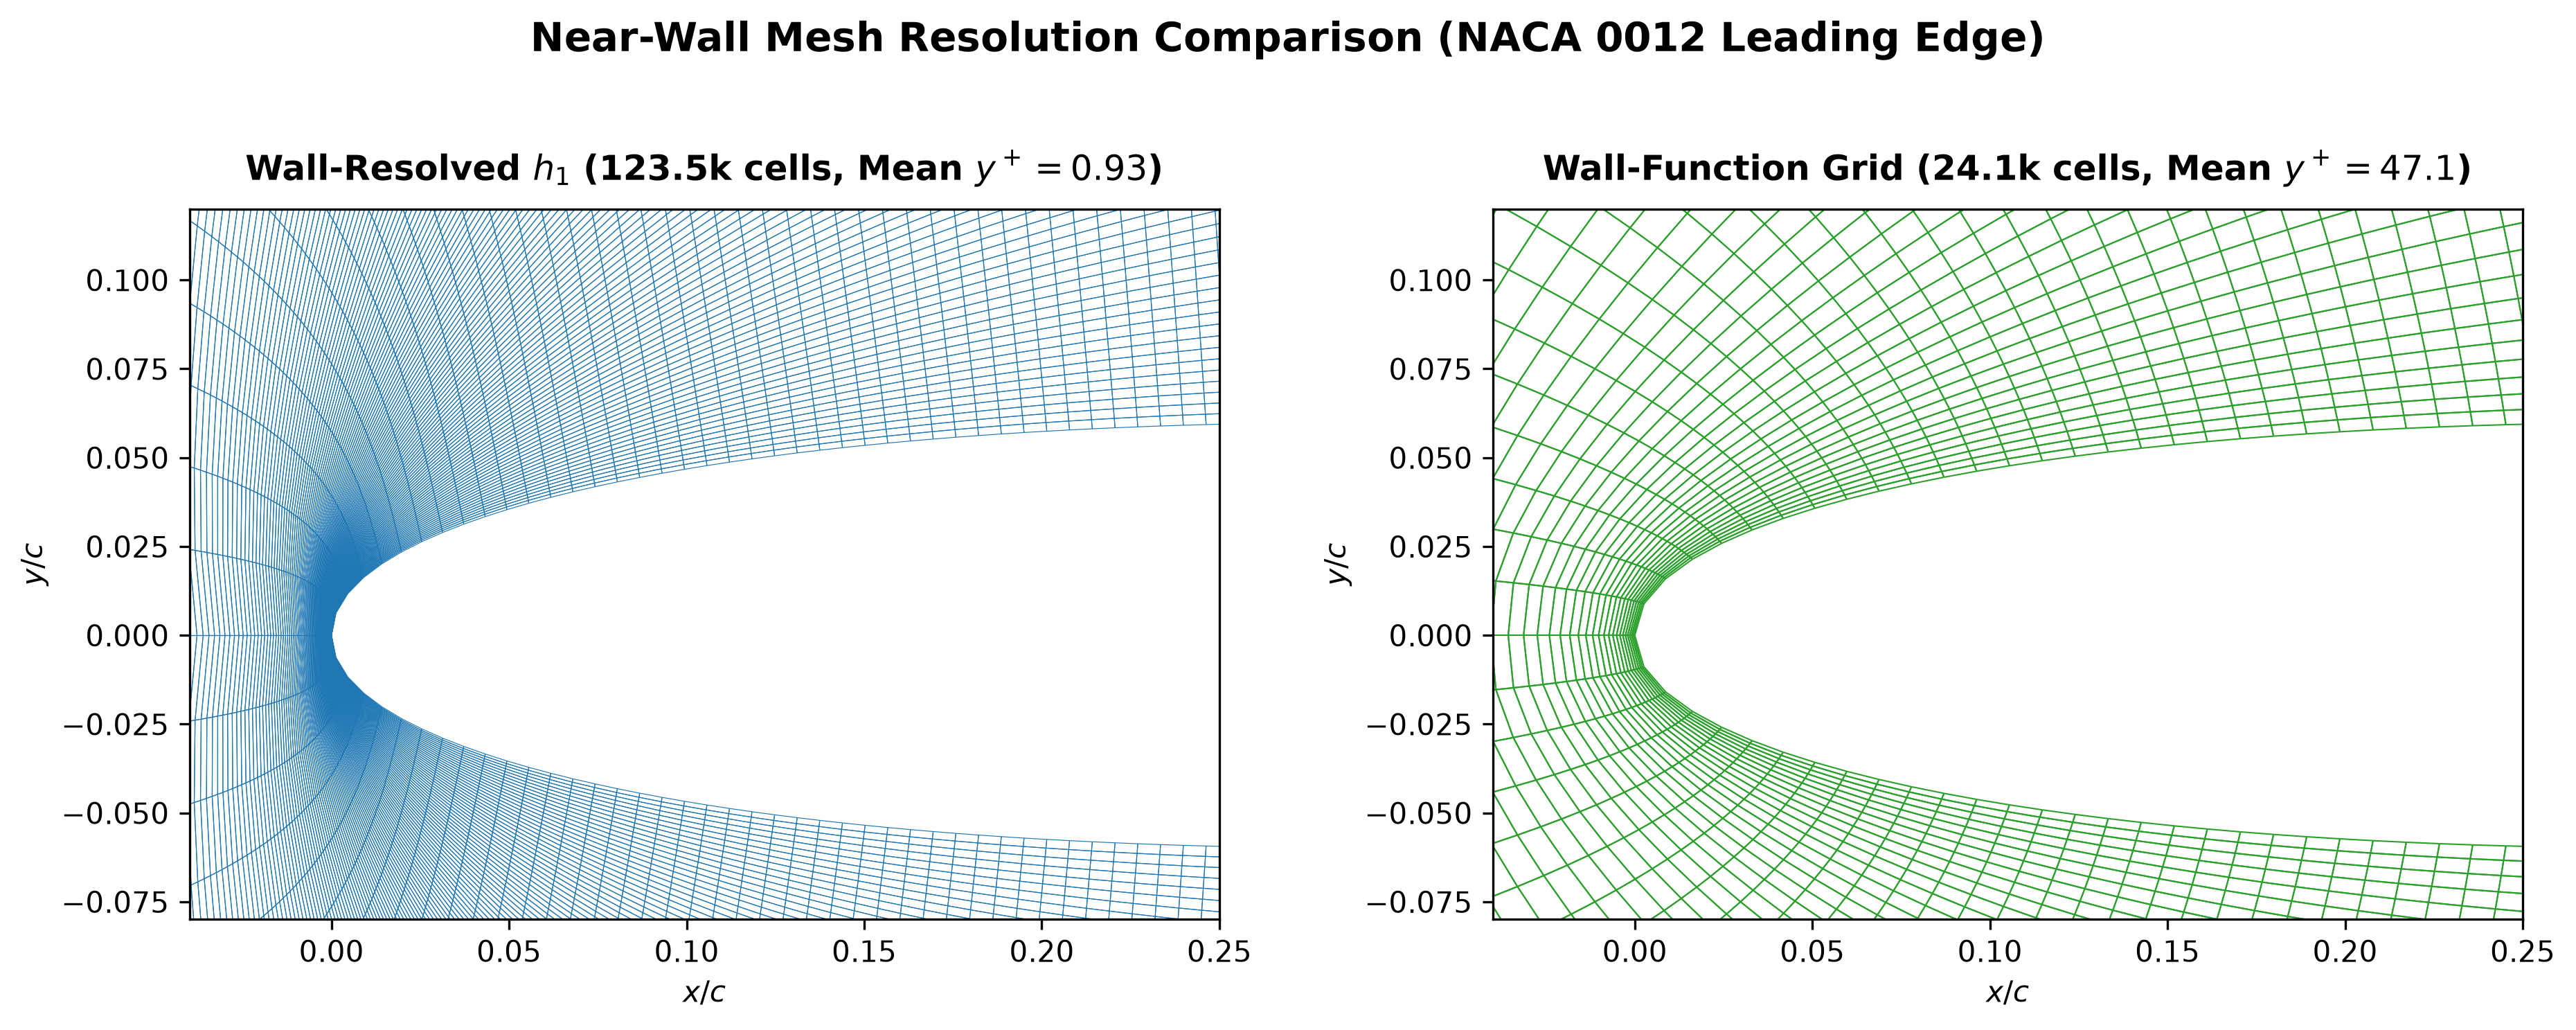 Near-Wall Mesh Resolution Comparison (NACA 0012 Leading Edge)
Wall-Resolved h₁ (123.5k cells, Mean y⁺ = 0.93)
0.100
0.075
0.050
0.025
0.000
−0.025
−0.050
−0.075
y/c
0.00 0.05 0.10 0.15 0.20 0.25
x/c
Wall-Function Grid (24.1k cells, Mean y⁺ = 47.1)
0.100
0.075
0.050
0.025
0.000
−0.025
−0.050
−0.075
y/c
0.00 0.05 0.10 0.15 0.20 0.25
x/c